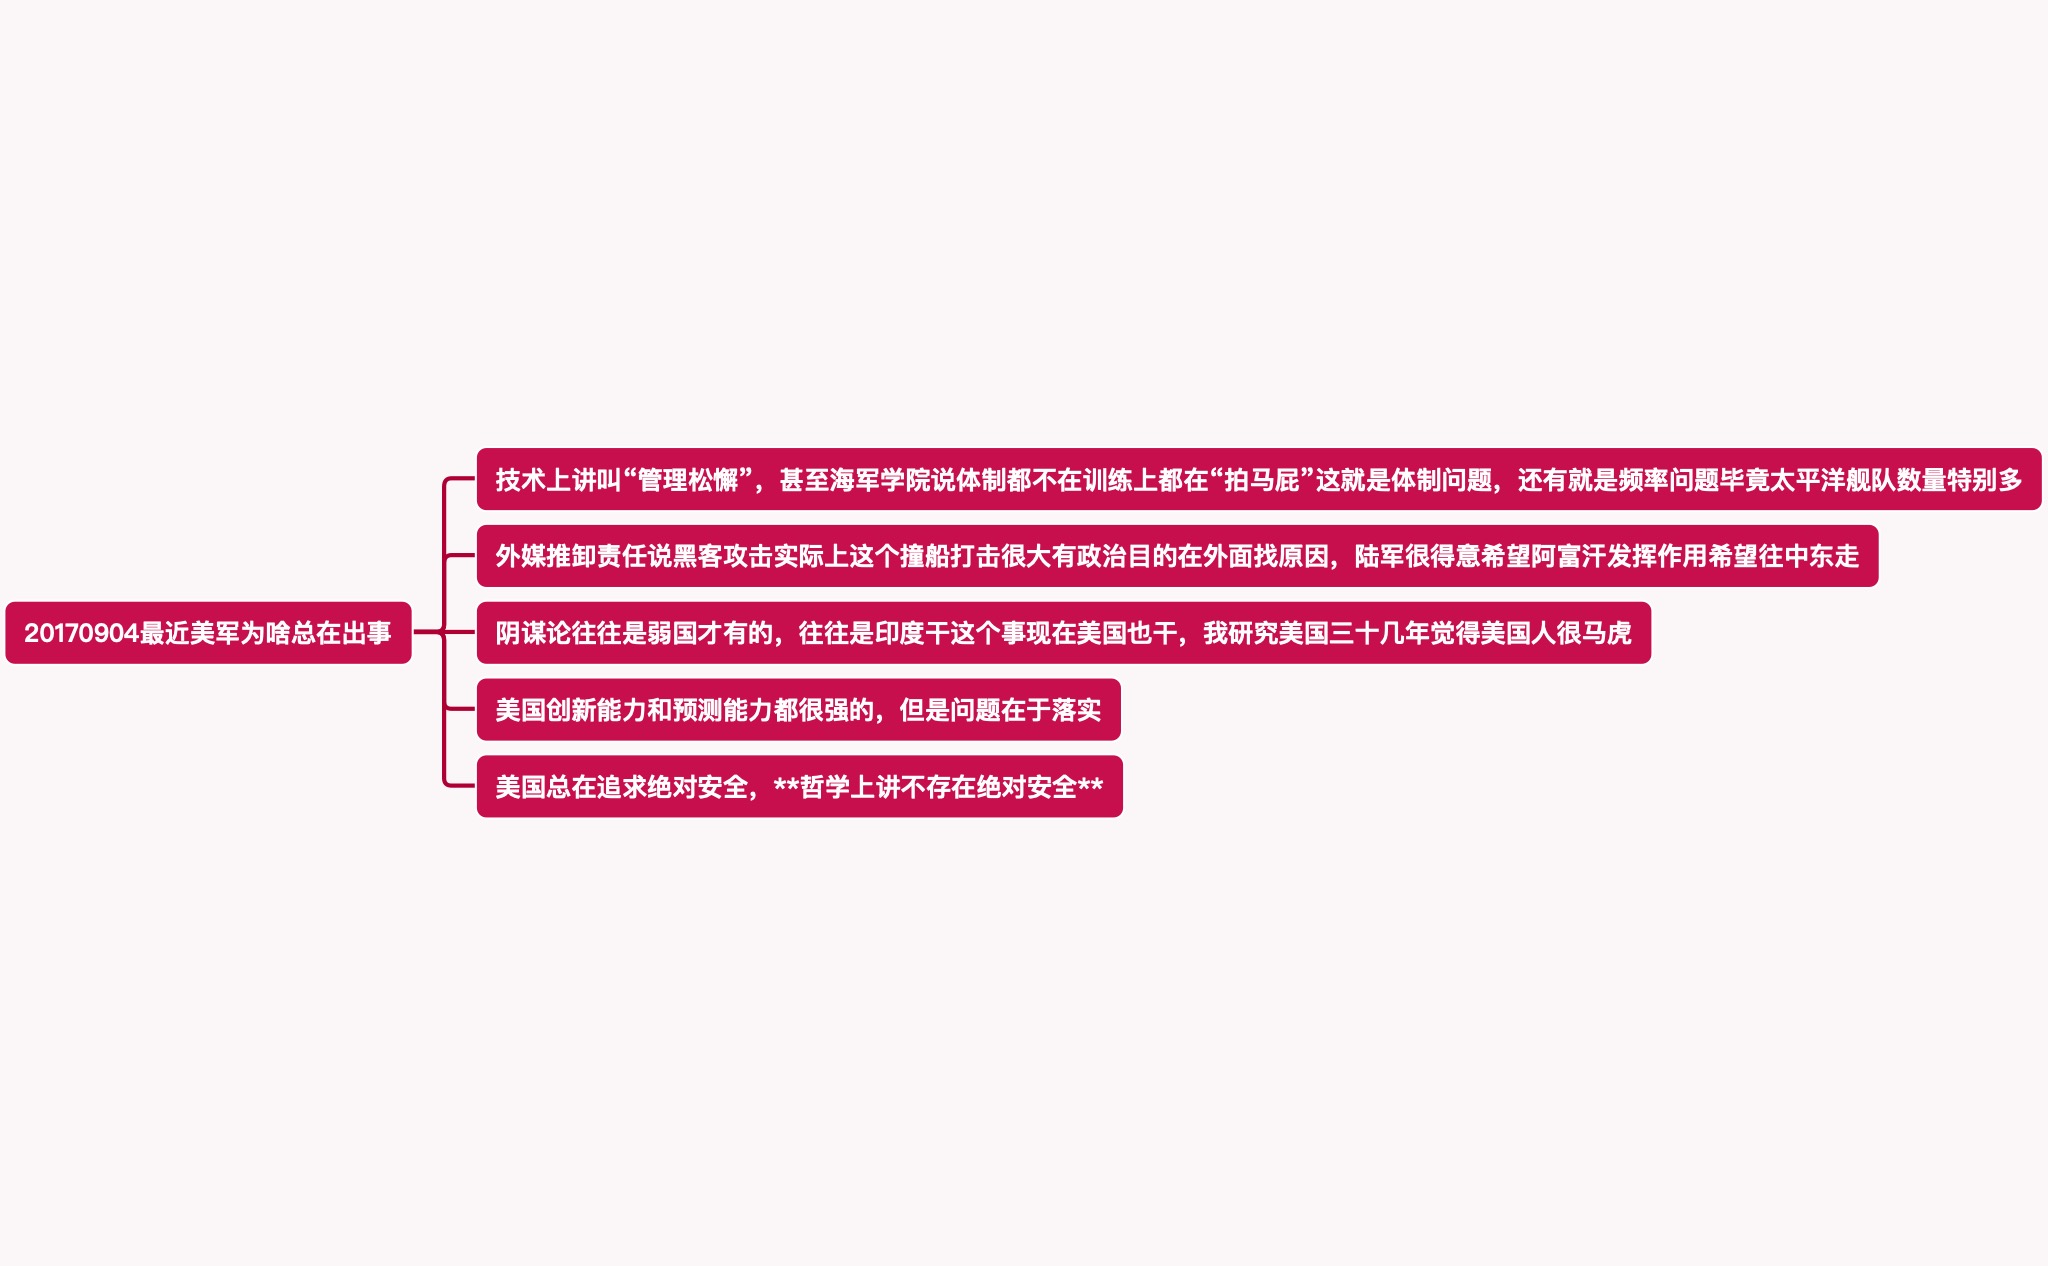 技术上讲叫“管理松懈”，甚至海军学院说体制都不在训练上都在“拍马屁”这就是体制问题，还有就是频率问题毕竟太平洋舰队数量特别多
外媒推卸责任说黑客攻击实际上这个撞船打击很大有政治目的在外面找原因，陆军很得意希望阿富汗发挥作用希望往中东走
20170904最近美军为啥总在出事
阴谋论往往是弱国才有的，往往是印度干这个事现在美国也干，我研究美国三十几年觉得美国人很马虎
美国创新能力和预测能力都很强的，但是问题在于落实
美国总在追求绝对安全，**哲学上讲不存在绝对安全**